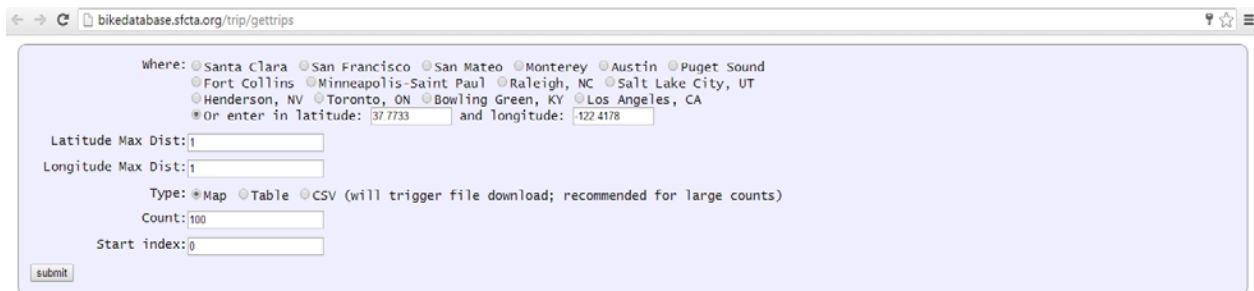 bikedatabase.sfcta.org/trip/gettrips
Where: Santa Clara San Francisco San Mateo Monterey Austin Puget Sound
Fort Collins Minneapolis-Saint Paul Raleigh, NC Salt Lake City, UT
Henderson, NV Toronto, ON Bowling Green, KY Los Angeles, CA
Or enter in latitude: 37.7733 and longitude: -122.4178
Latitude Max Dist: 1
Longitude Max Dist: 1
Type: Map Table CSV (will trigger file download; recommended for large counts)
Count: 100
Start index: 0
submit